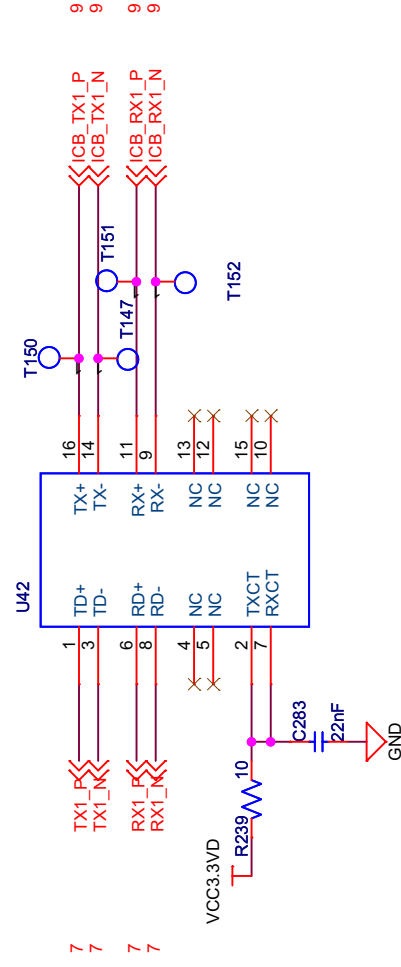 9
9
9
9
ICB_TX1_P
ICB_TX1_N
ICB_RX1_P
ICB_RX1_N
T151
T152
T147
T150
16
14
11
9
13
12
15
10
TX+
TX-
RX+
RX-
NC
NC
NC
NC
U42
TD+
TD-
RD+
RD-
NC
NC
TXCT
RXCT
1
3
6
8
4
5
2
7
TX1_P
TX1_N
RX1_P
RX1_N
C283
22nF
GND
10
R239
VCC3.3VD
7
7
7
7